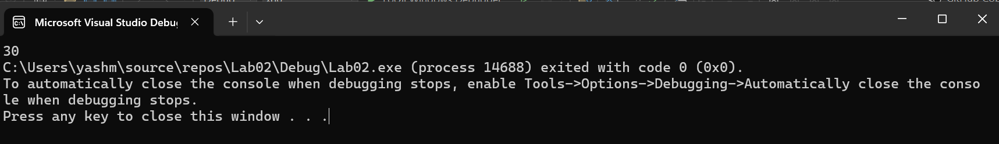 Microsoft Visual Studio Debu
30
C:\Users\yashm\source\repos\Lab02\Debug\Lab02.exe (process 14688) exited with code 0 (0x0).
To automatically close the console when debugging stops, enable Tools->Options->Debugging->Automatically close the conso
le when debugging stops.
Press any key to close this window . . .